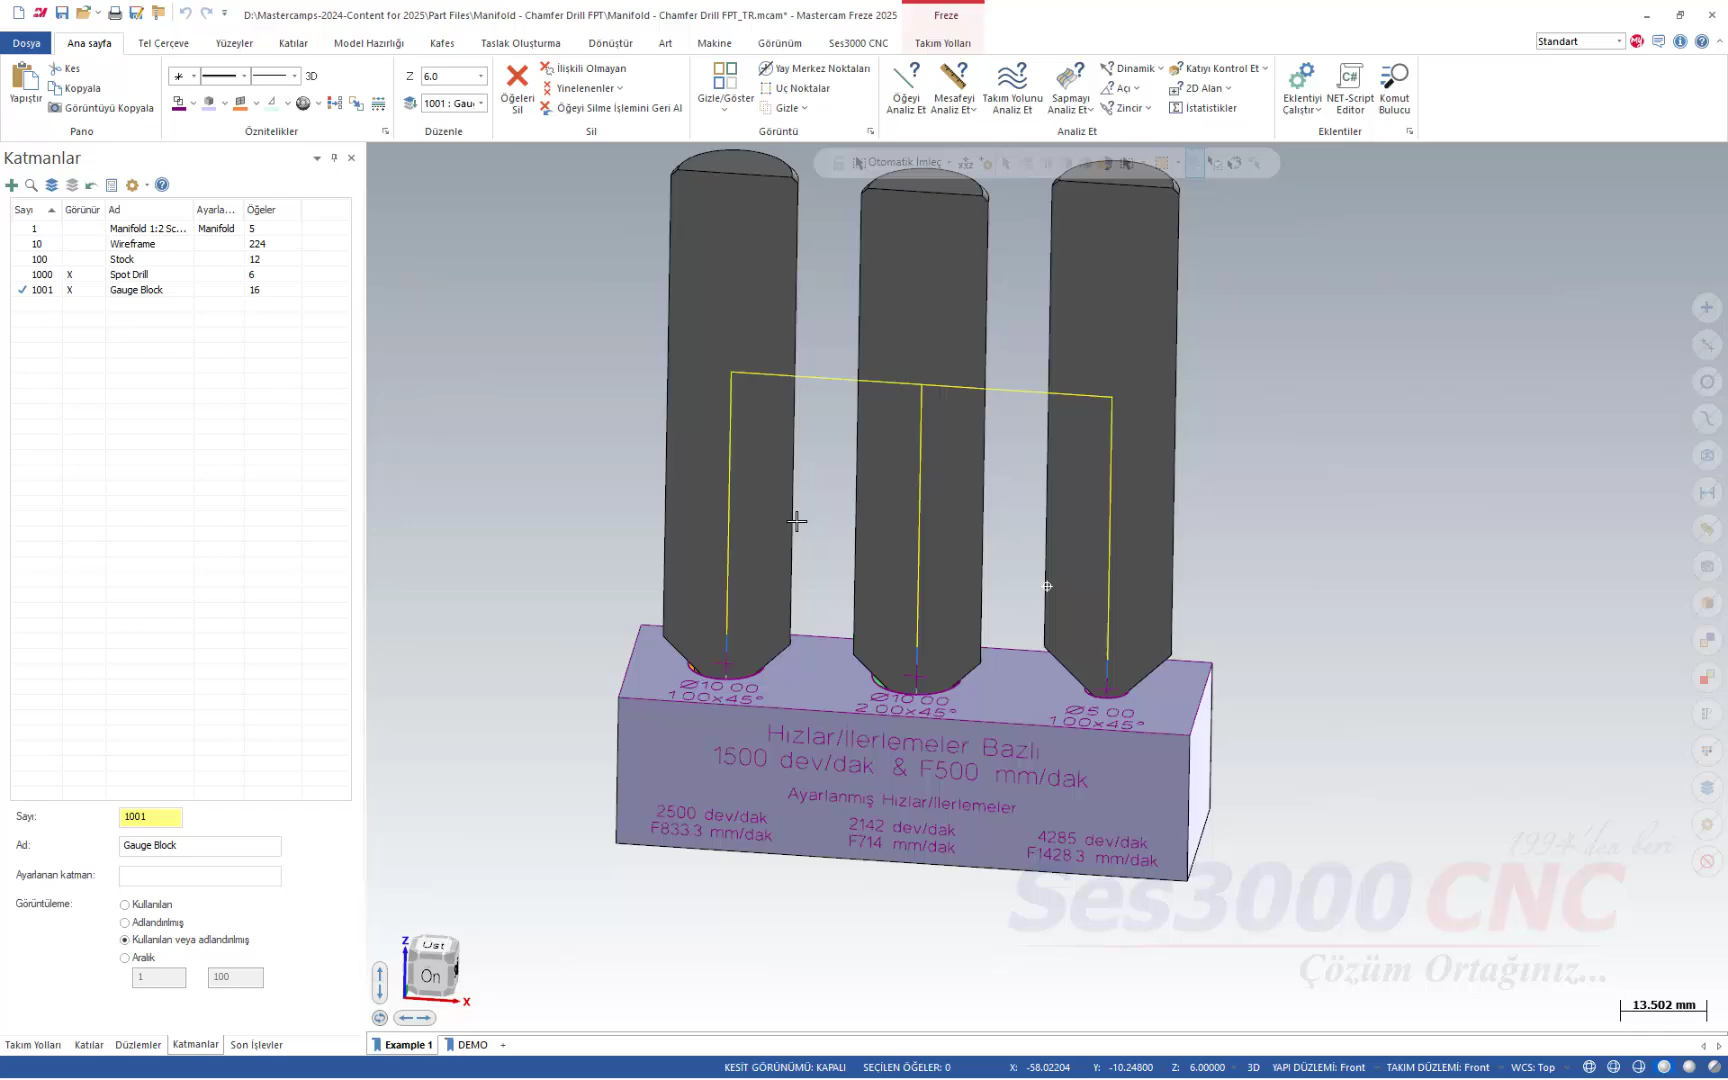 D:\Mastercamps-2024-Content for 2025\Part Files\Manifold - Chamfer Drill FPT\Manifold - Chamfer Drill FPT_TR.mcam* - Mastercam Freze 2025
Freze
Dosya
Ana sayfa
Tel Çerçeve
Yüzeyler
Katılar
Model Hazırlığı
Kafes
Taslak Oluşturma
Dönüştür
Art
Makine
Görünüm
Ses3000 CNC
Takım Yolları
Standart
Yapıştır
Kes
Kopyala
Görüntüyü Kopyala
Pano
3D
Öznitelikler
Z 6.0
1001 : Gau
Düzenle
Öğeleri Sil
İlişkili Olmayan
Yinelenenler
Öğeyi Silme İşlemini Geri Al
Sil
Gizle/Göster
Yay Merkez Noktaları
Uç Noktalar
Gizle
Görüntü
Öğeyi Analiz Et
Mesafeyi Analiz Et
Takım Yolunu Analiz Et
Sapmayı Analiz Et
Dinamik
Açı
Zincir
Katıyı Kontrol Et
2D Alan
İstatistikler
Analiz Et
Eklentiyi Çalıştır
NET-Script Editor
Komut Bulucu
Eklentiler
Katmanlar
Otomatik İmleç
Sayı Görünür Ad Ayarla... Öğeler
1 Manifold 1:2 Sc... Manifold 5
10 Wireframe 224
100 Stock 12
1000 X Spot Drill 6
1001 X Gauge Block 16
Sayı: 1001
Ad: Gauge Block
Ayarlanan katman:
Görüntüleme: Kullanılan
Adlandırılmış
Kullanılan veya adlandırılmış
Aralık
1 100
Ø10.00
1.00x45°
Ø10.00
2.00x45°
Ø5.00
1.00x45°
Hızlar/İlerlemeler Bazlı
1500 dev/dak & F500 mm/dak
Ayarlanmış Hızlar/İlerlemeler
2500 dev/dak
F833.3 mm/dak
2142 dev/dak
F714 mm/dak
4285 dev/dak
F1428.3 mm/dak
1994'den beri
Ses3000 CNC
Çözüm Ortağınız...
Z
Üst
Ön
X
13.502 mm
Takım Yolları
Katılar
Düzlemler
Katmanlar
Son İşlevler
Example 1
DEMO
+
KESİT GÖRÜNÜMÜ: KAPALI
SEÇİLEN ÖĞELER: 0
X: -58.02204
Y: -10.24800
Z: 6.00000
3D
YAPI DÜZLEMİ: Front
TAKIM DÜZLEMİ: Front
WCS: Top